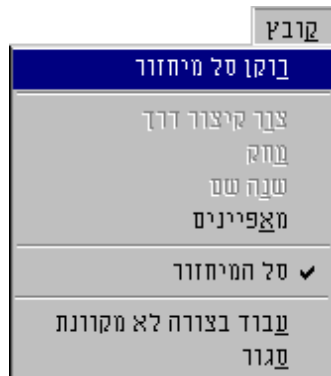 קובץ
רוקן סל מיחזור
צור קיצור דרך
מחק
שנה שם
מאפיינים
סל המיחזור
עבוד בצורה לא מקוונת
סגור